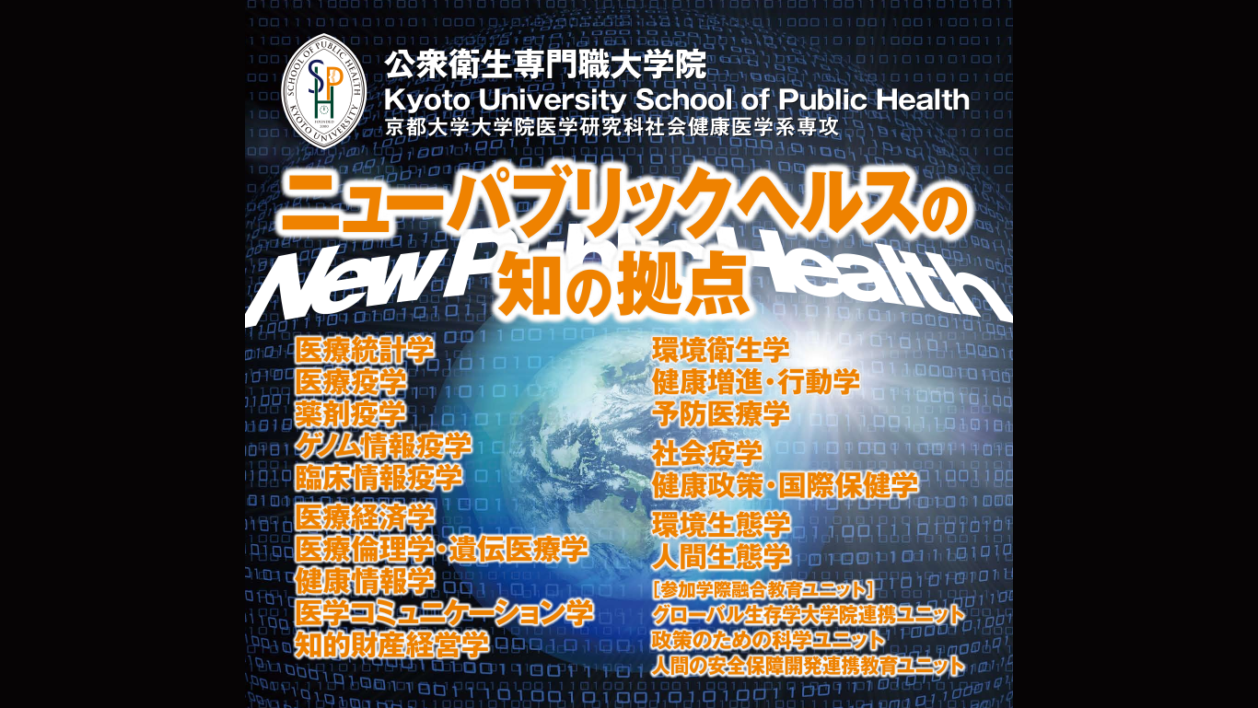 SCHOOL OF PUBLIC HEALTH
KYOTO UNIVERSITY
SPH
公衆衛生専門職大学院
Kyoto University School of Public Health
京都大学大学院医学研究科社会健康医学系専攻
ニューパブリックヘルスの
知の拠点
New Public Health
医療統計学
医療疫学
薬剤疫学
ゲノム情報疫学
臨床情報疫学
医療経済学
医療倫理学・遺伝医療学
健康情報学
医学コミュニケーション学
知的財産経営学
環境衛生学
健康増進・行動学
予防医療学
社会疫学
健康政策・国際保健学
環境生態学
人間生態学
[参加学際融合教育ユニット]
グローバル生存学大学院連携ユニット
政策のための科学ユニット
人間の安全保障開発連携教育ユニット